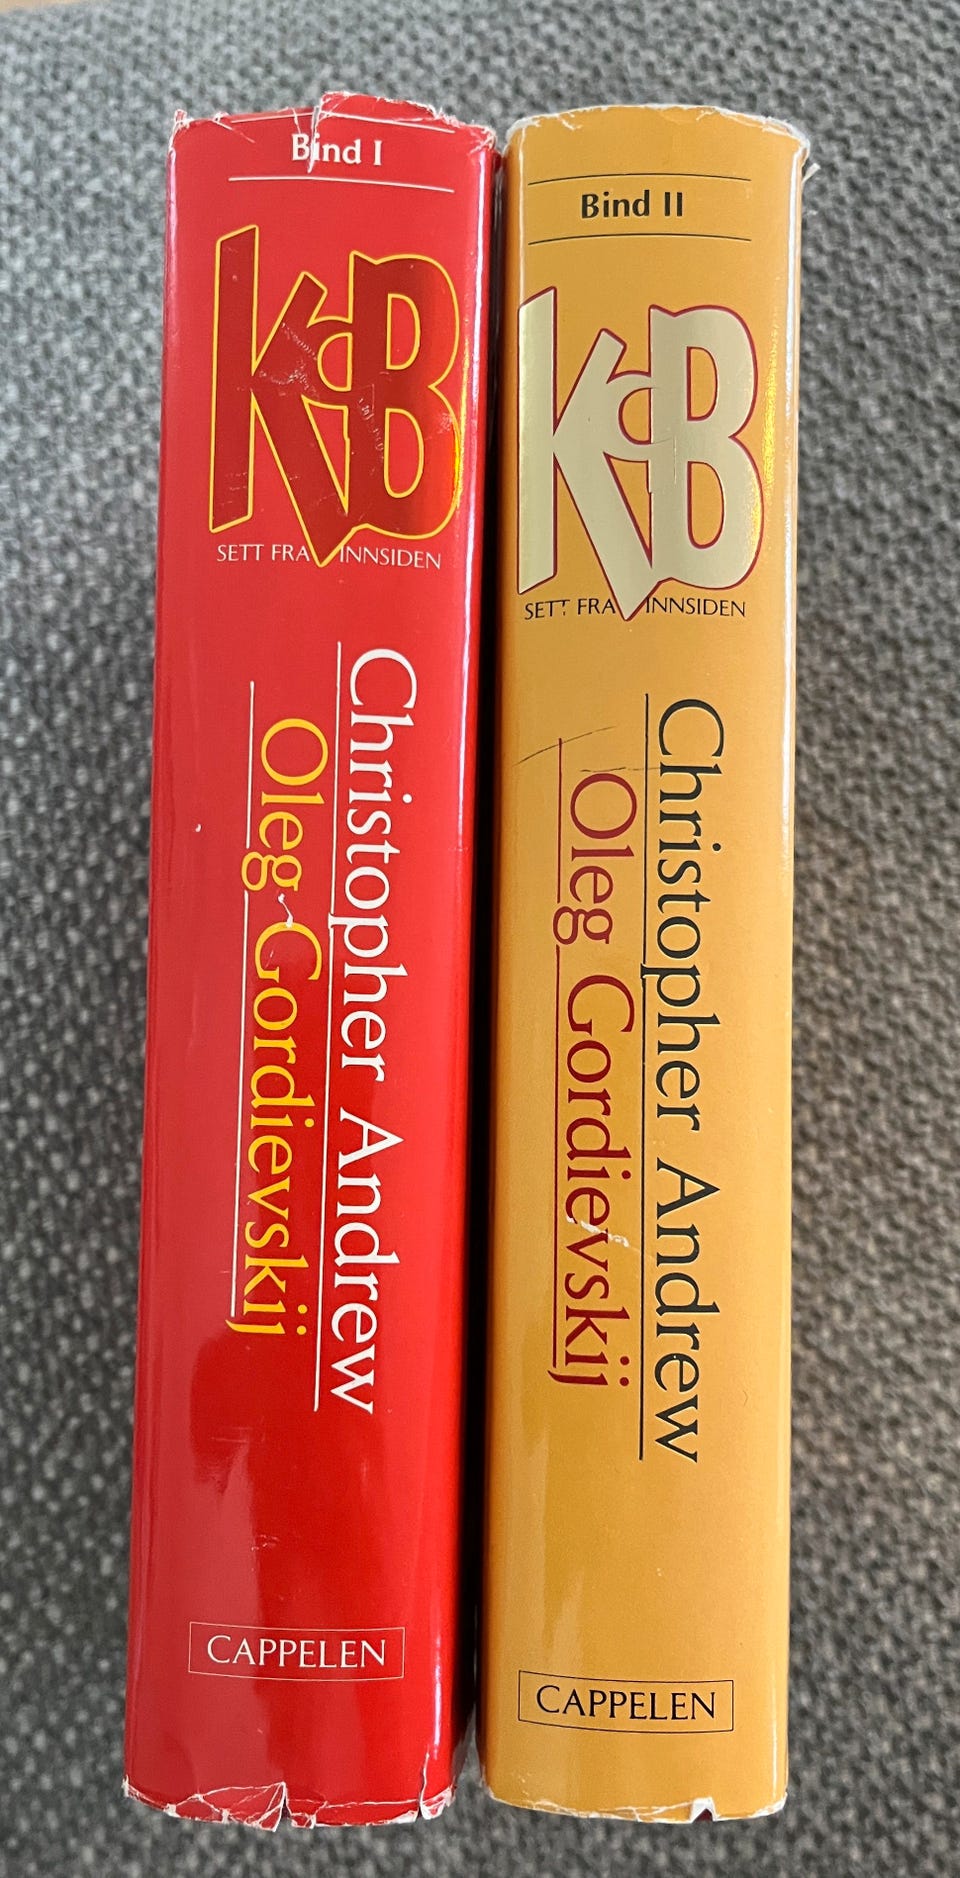 Bind I
KGB
SETT FRA INNSIDEN
Christopher Andrew
Oleg Gordievskij
CAPPELEN
Bind II
KGB
SETT FRA INNSIDEN
Christopher Andrew
Oleg Gordievskij
CAPPELEN